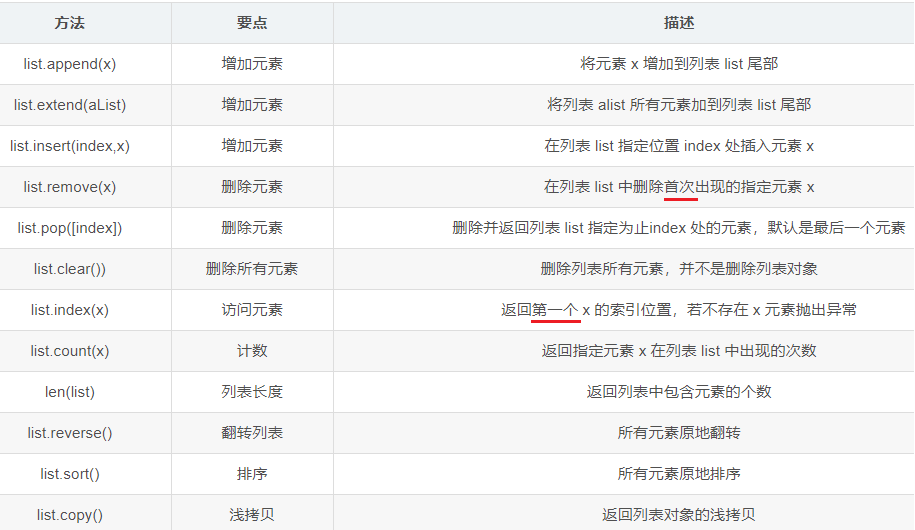 方法 要点 描述
list.append(x) 增加元素 将元素 x 增加到列表 list 尾部
list.extend(aList) 增加元素 将列表 alist 所有元素加到列表 list 尾部
list.insert(index,x) 增加元素 在列表 list 指定位置 index 处插入元素 x
list.remove(x) 删除元素 在列表 list 中删除首次出现的指定元素 x
list.pop([index]) 删除元素 删除并返回列表 list 指定为止index 处的元素，默认是最后一个元素
list.clear()) 删除所有元素 删除列表所有元素，并不是删除列表对象
list.index(x) 访问元素 返回第一个 x 的索引位置，若不存在 x 元素抛出异常
list.count(x) 计数 返回指定元素 x 在列表 list 中出现的次数
len(list) 列表长度 返回列表中包含元素的个数
list.reverse() 翻转列表 所有元素原地翻转
list.sort() 排序 所有元素原地排序
list.copy() 浅拷贝 返回列表对象的浅拷贝